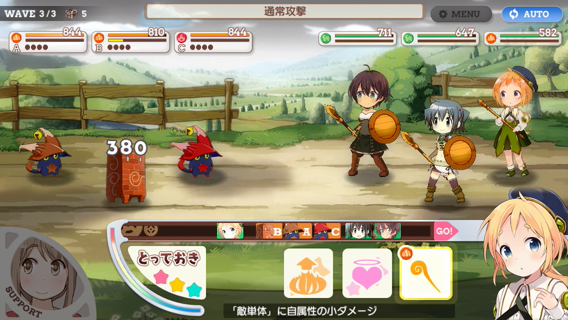 WAVE 3/3
5
通常攻撃
MENU
AUTO
844
A
810
B
844
C
711
647
582
380
B A C
GO!
とっておき
SUPPORT
「敵単体」に自属性の小ダメージ